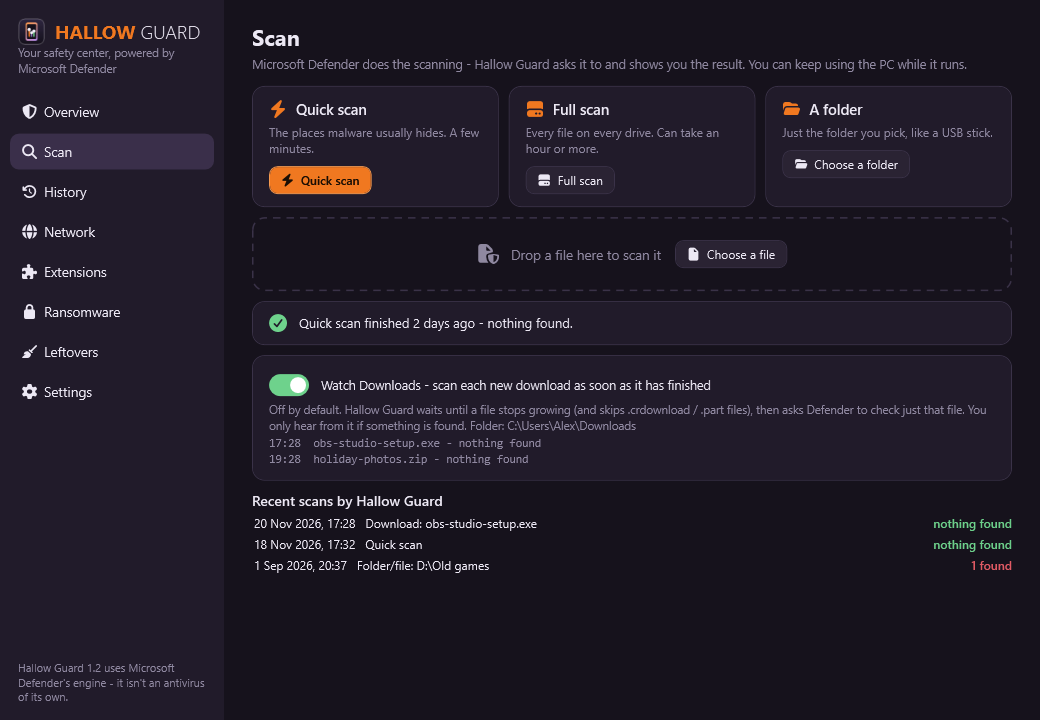 HALLOW GUARD
Your safety center, powered by
Microsoft Defender
Overview
Scan
History
Network
Extensions
Ransomware
Leftovers
Settings
Hallow Guard 1.2 uses Microsoft
Defender's engine - it isn't an antivirus
of its own.
Scan
Microsoft Defender does the scanning - Hallow Guard asks it to and shows you the result. You can keep using the PC while it runs.
Quick scan
The places malware usually hides. A few
minutes.
Quick scan
Full scan
Every file on every drive. Can take an
hour or more.
Full scan
A folder
Just the folder you pick, like a USB stick.
Choose a folder
Drop a file here to scan it
Choose a file
Quick scan finished 2 days ago - nothing found.
Watch Downloads - scan each new download as soon as it has finished
Off by default. Hallow Guard waits until a file stops growing (and skips .crdownload / .part files), then asks Defender to check just that file. You
only hear from it if something is found. Folder: C:\Users\Alex\Downloads
17:28 obs-studio-setup.exe - nothing found
19:28 holiday-photos.zip - nothing found
Recent scans by Hallow Guard
20 Nov 2026, 17:28 Download: obs-studio-setup.exe nothing found
18 Nov 2026, 17:32 Quick scan nothing found
1 Sep 2026, 20:37 Folder/file: D:\Old games 1 found